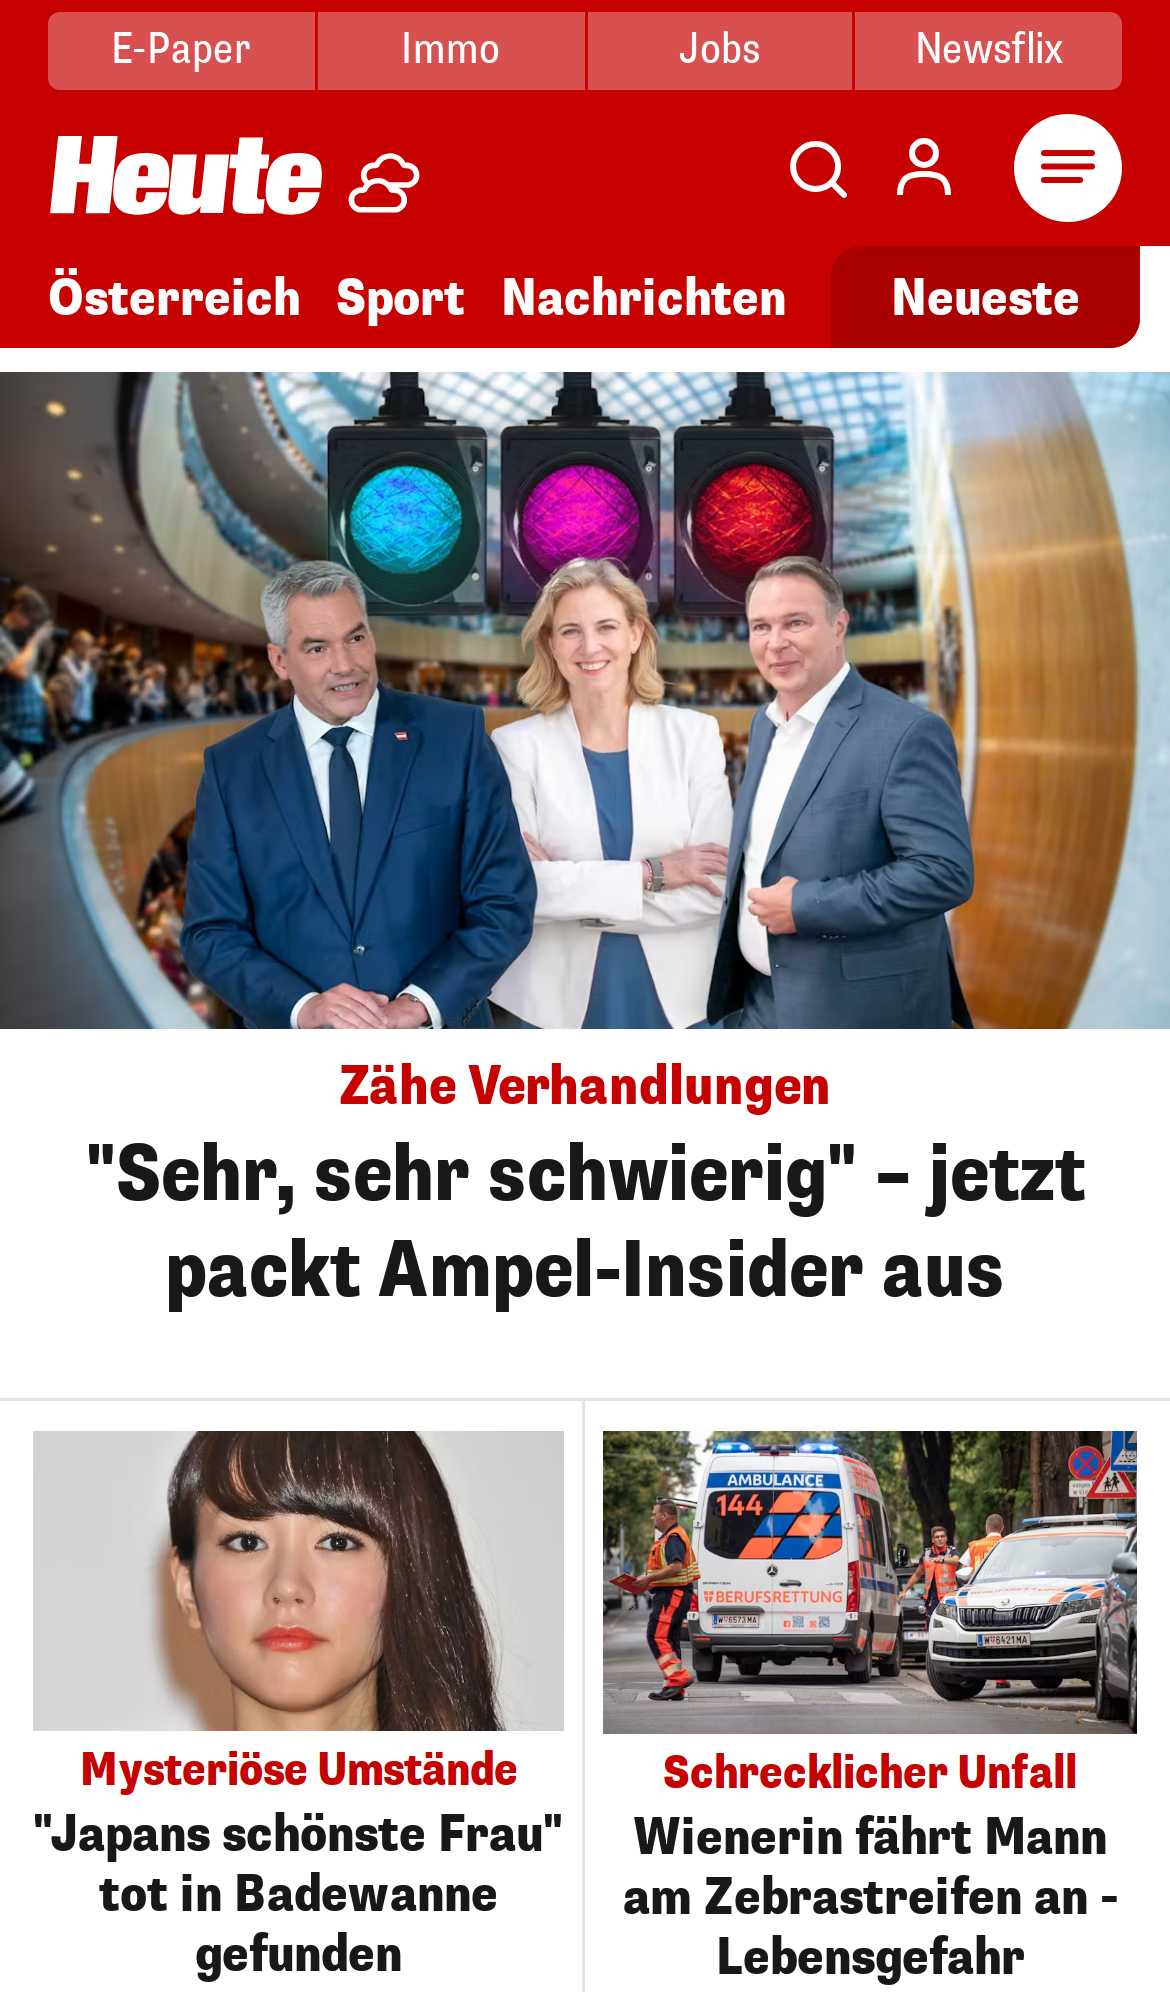 E-Paper Immo Jobs Newsflix
Heute
Österreich Sport Nachrichten Neueste
Zähe Verhandlungen
"Sehr, sehr schwierig" – jetzt
packt Ampel-Insider aus
AMBULANCE
144
BERUFSRETTUNG
W 6573MA
W 6421MA
Mysteriöse Umstände
"Japans schönste Frau"
tot in Badewanne
gefunden
Schrecklicher Unfall
Wienerin fährt Mann
am Zebrastreifen an -
Lebensgefahr